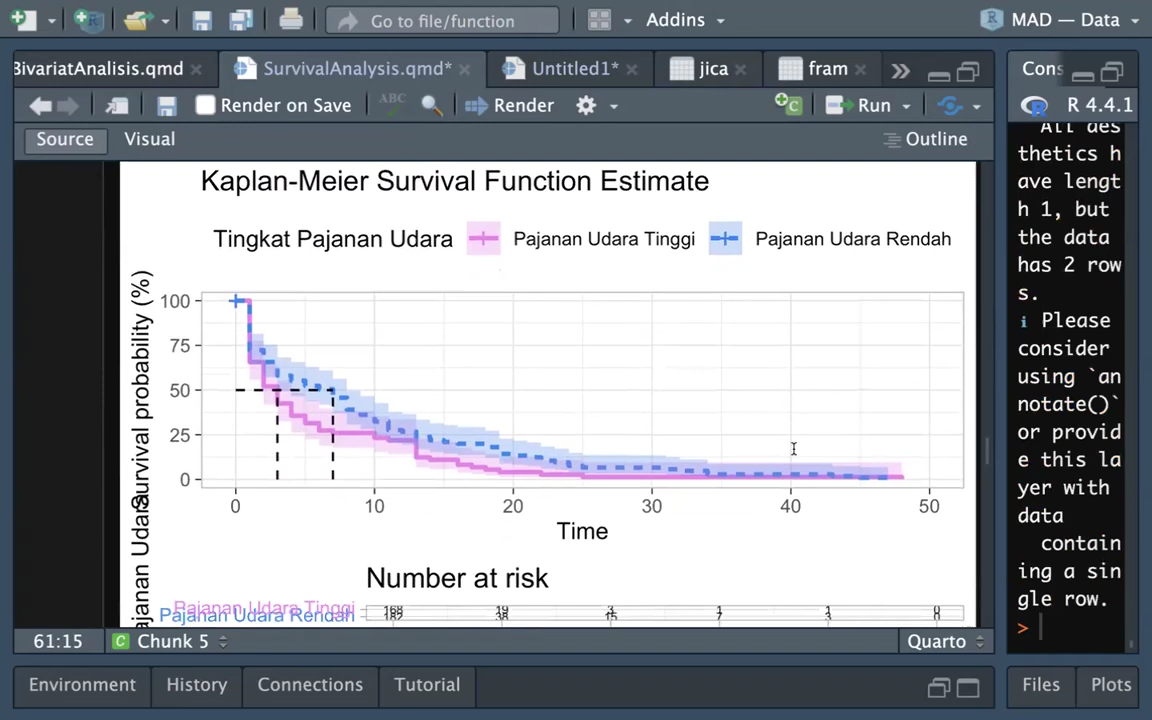 Go to file/function
Addins
MAD — Data
BivariatAnalisis.qmd
SurvivalAnalysis.qmd*
Untitled1*
jica
fram
Cons
Render on Save
ABC
Render
Run
R 4.4.1
Source
Visual
Outline
Kaplan-Meier Survival Function Estimate
Tingkat Pajanan Udara
Pajanan Udara Tinggi
Pajanan Udara Rendah
Survival probability (%)
100
75
50
25
0
0
10
20
30
40
50
Time
Number at risk
Pajanan Udara Tinggi
Pajanan Udara Rendah
All des
thetics h
ave lengt
h 1, but
the data
has 2 row
s.
i Please
consider
using `an
notate()`
or provid
e this la
yer with
data
contain
ing a sin
gle row.
>
61:15
Chunk 5
Quarto
Environment
History
Connections
Tutorial
Files
Plots